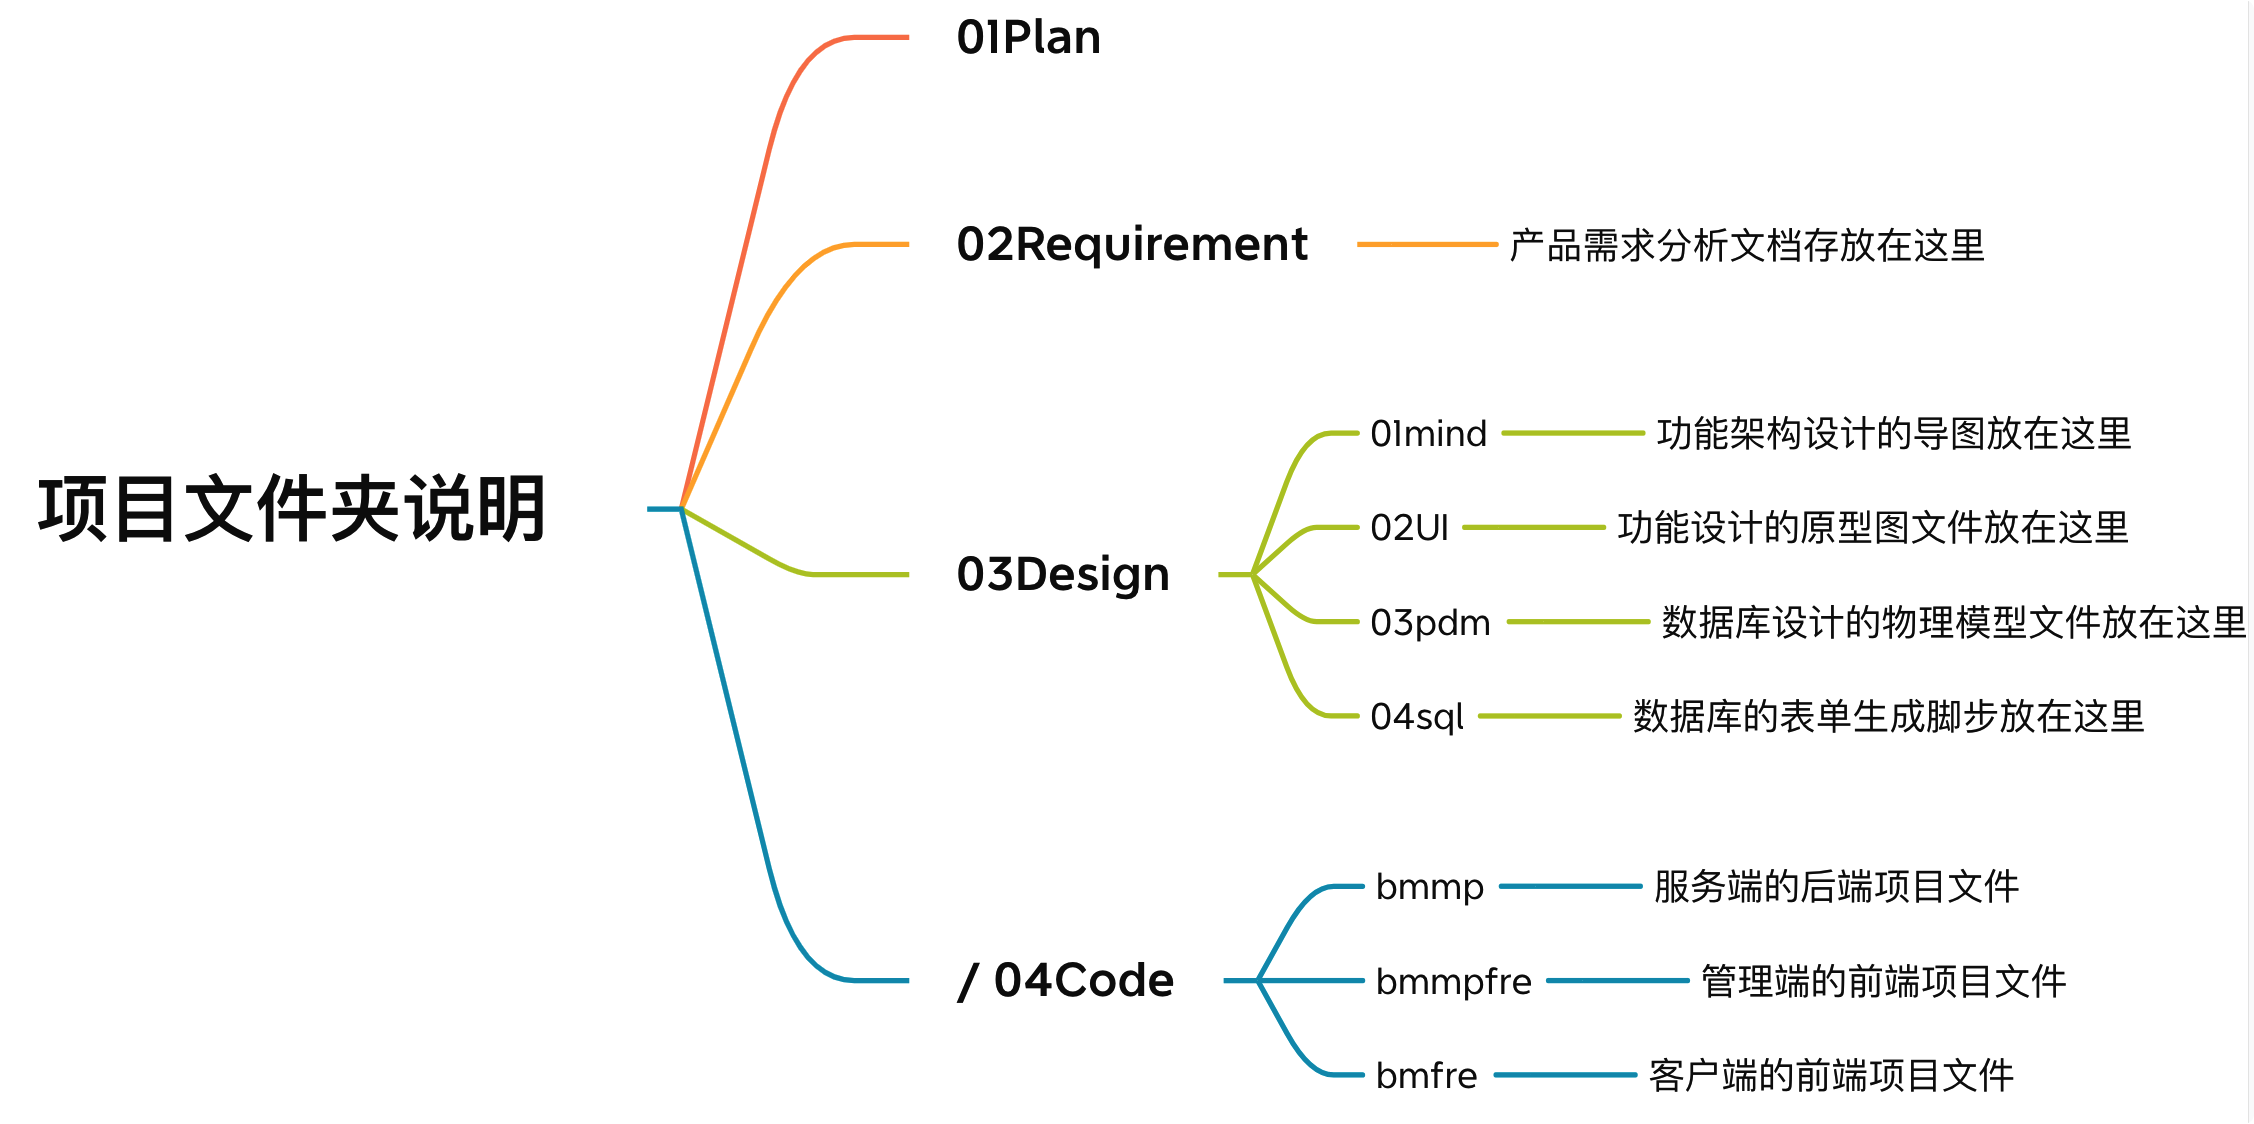 项目文件夹说明
01Plan
02Requirement
产品需求分析文档存放在这里
03Design
01mind
功能架构设计的导图放在这里
02UI
功能设计的原型图文件放在这里
03pdm
数据库设计的物理模型文件放在这里
04sql
数据库的表单生成脚步放在这里
/ 04Code
bmmp
服务端的后端项目文件
bmmpfre
管理端的前端项目文件
bmfre
客户端的前端项目文件